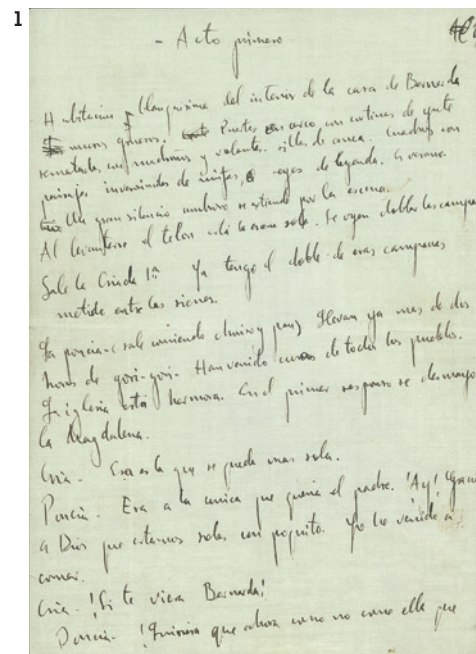 1
- Acto primero
Habitación blanquísima del interior de la casa de Bernarda
muros gruesos. Puertas en arco con cortinas de yute
rematadas con madroños y volantes. sillas de anea. Cuadros con
paisajes inverosímiles de ninfas, o reyes de leyenda. Es verano.
Un gran silencio umbroso se extiende por la escena.
Al levantarse el telon está la escena sola. Se oyen doblar las campanas
Sale la Criada 1ª Ya tengo el doble de esas campanas
metido entre las sienes.
La poncia-(sale comiendo chorizo y pan) Llevan ya mas de dos
horas de gori-gori. Han venido curas de todos los pueblos.
La iglesia está hermosa. En el primer responso se desmayó
la Magdalena.
Cria. Esa es la que se queda mas sola.
Poncia. Era a la unica que queria el padre. !Ay! Gracias
a Dios que estamos solas un poquito. Yo he venido a
comer.
Cria- !Si te viera Bernarda!
Poncia- !Quisiera que ahora como no come ella que